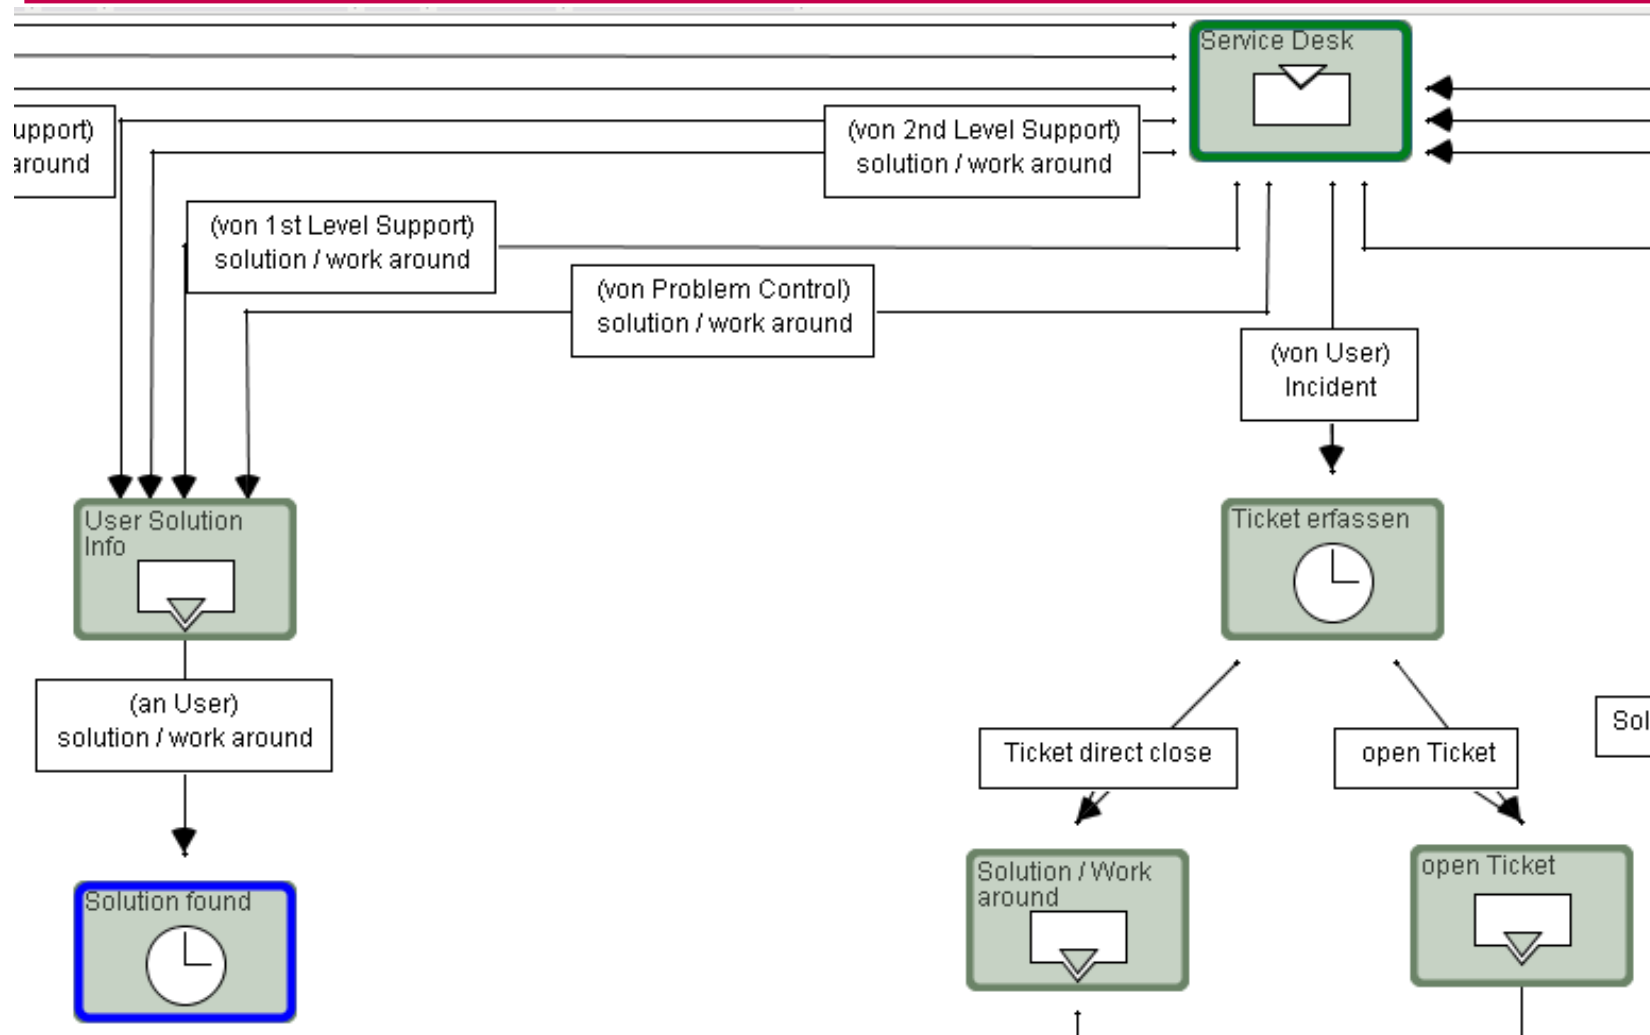 Service Desk
upport)
around
(von 2nd Level Support)
solution / work around
(von 1st Level Support)
solution / work around
(von Problem Control)
solution / work around
(von User)
Incident
User Solution
Info
Ticket erfassen
(an User)
solution / work around
Ticket direct close
open Ticket
Sol
Solution found
Solution / Work
around
open Ticket